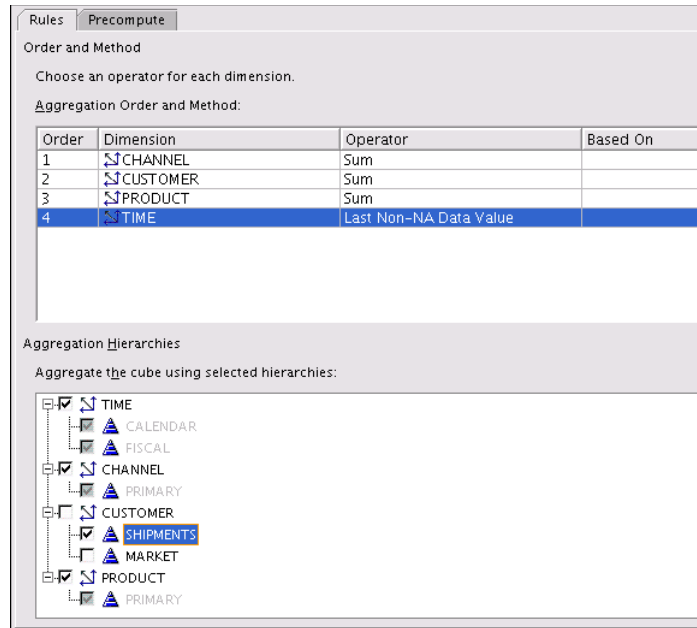 Rules Precompute
Order and Method
Choose an operator for each dimension.
Aggregation Order and Method:
Order Dimension Operator Based On
1 CHANNEL Sum
2 CUSTOMER Sum
3 PRODUCT Sum
4 TIME Last Non-NA Data Value
Aggregation Hierarchies
Aggregate the cube using selected hierarchies:
TIME
CALENDAR
FISCAL
CHANNEL
PRIMARY
CUSTOMER
SHIPMENTS
MARKET
PRODUCT
PRIMARY